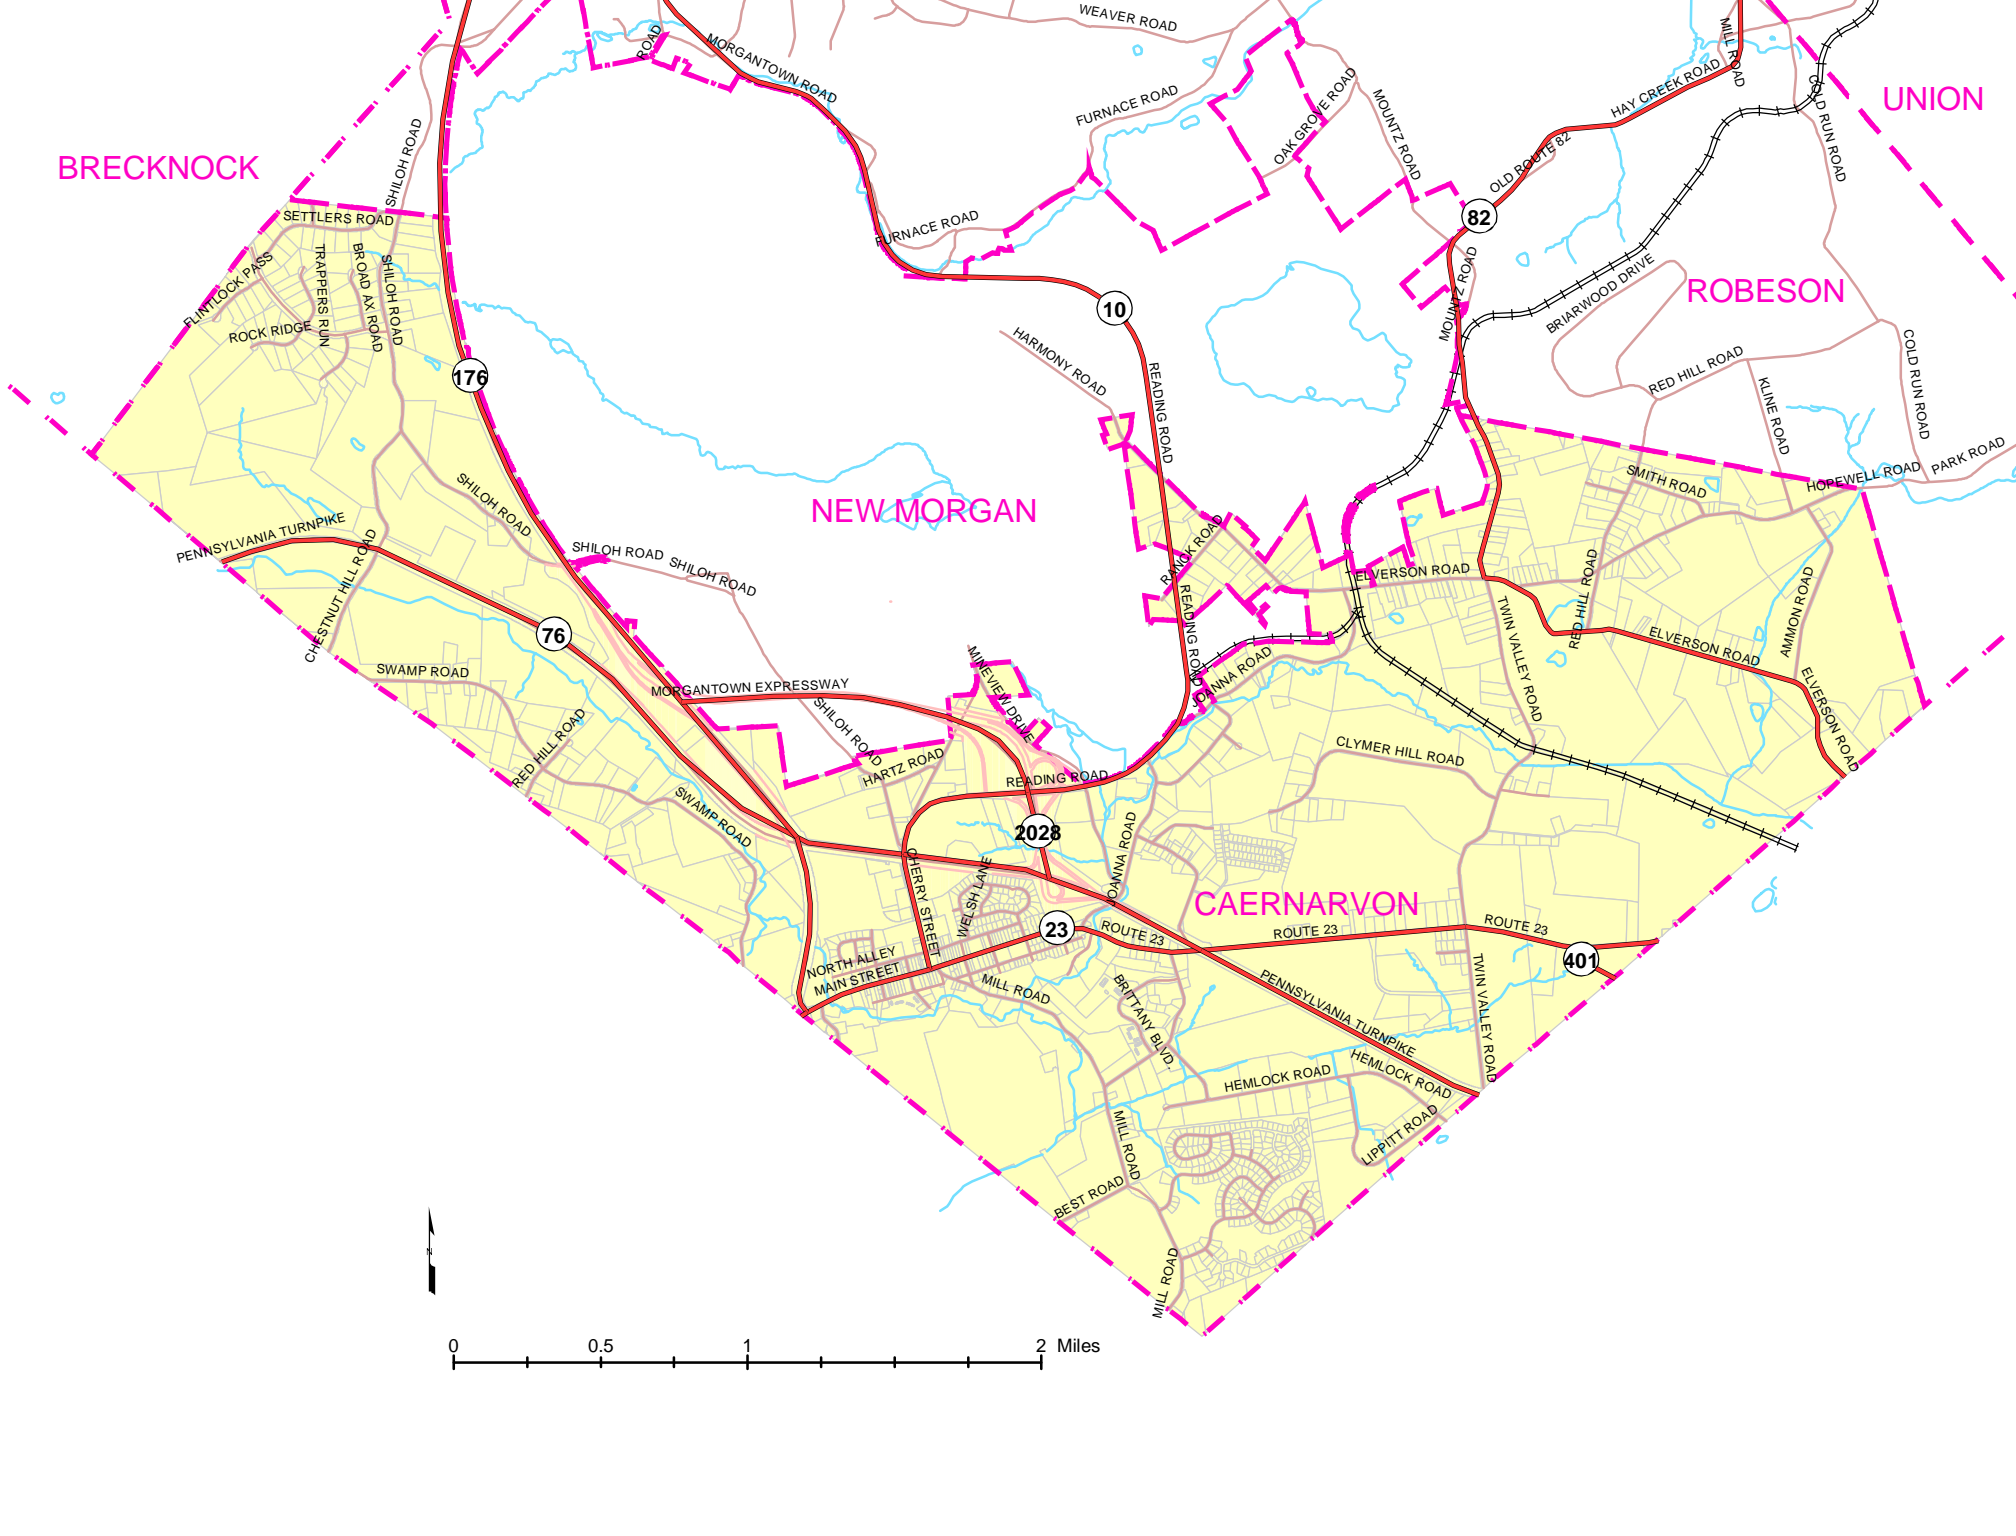 WEAVER ROAD
MILL ROAD
ROAD
MORGANTOWN ROAD
HAY CREEK ROAD
COLD RUN ROAD
UNION
FURNACE ROAD
OAK GROVE ROAD
MOUNTZ ROAD
OLD ROUTE 82
BRECKNOCK
SHILOH ROAD
SETTLERS ROAD
82
FURNACE ROAD
FLINTLOCK PASS
TRAPPERS RUN
BROAD AX ROAD
SHILOH ROAD
MOUNTZ ROAD
BRIARWOOD DRIVE
ROBESON
10
ROCK RIDGE
HARMONY ROAD
READING ROAD
176
RED HILL ROAD
KLINE ROAD
COLD RUN ROAD
SHILOH ROAD
NEW MORGAN
SMITH ROAD
HOPEWELL ROAD
PARK ROAD
PENNSYLVANIA TURNPIKE
CHESTNUT HILL ROAD
SHILOH ROAD
SHILOH ROAD
RANCK ROAD
ELVERSON ROAD
RED HILL ROAD
AMMON ROAD
READING ROAD
TWIN VALLEY ROAD
76
ELVERSON ROAD
SWAMP ROAD
MORGANTOWN EXPRESSWAY
MINEVIEW DRIVE
JOANNA ROAD
ELVERSON ROAD
RED HILL ROAD
SHILOH ROAD
HARTZ ROAD
READING ROAD
CLYMER HILL ROAD
SWAMP ROAD
2028
JOANNA ROAD
CHERRY STREET
WELSH LANE
CAERNARVON
23
ROUTE 23
ROUTE 23
ROUTE 23
401
NORTH ALLEY
MAIN STREET
MILL ROAD
BRITTANY BLVD.
PENNSYLVANIA TURNPIKE
TWIN VALLEY ROAD
HEMLOCK ROAD
HEMLOCK ROAD
LIPPITT ROAD
MILL ROAD
BEST ROAD
MILL ROAD
N
0 0.5 1 2 Miles